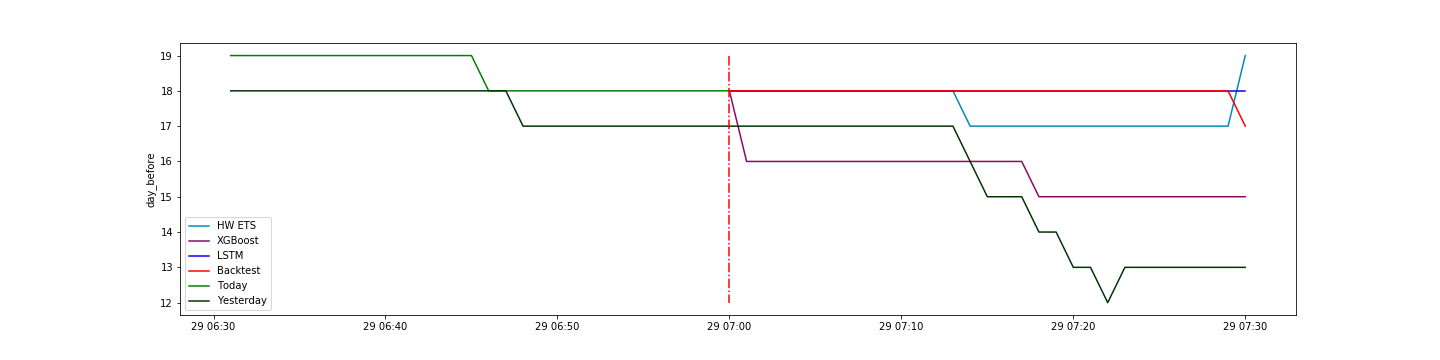 19
18
17
16
15
14
13
12
day_before
HW ETS
XGBoost
LSTM
Backtest
Today
Yesterday
29 06:30 29 06:40 29 06:50 29 07:00 29 07:10 29 07:20 29 07:30